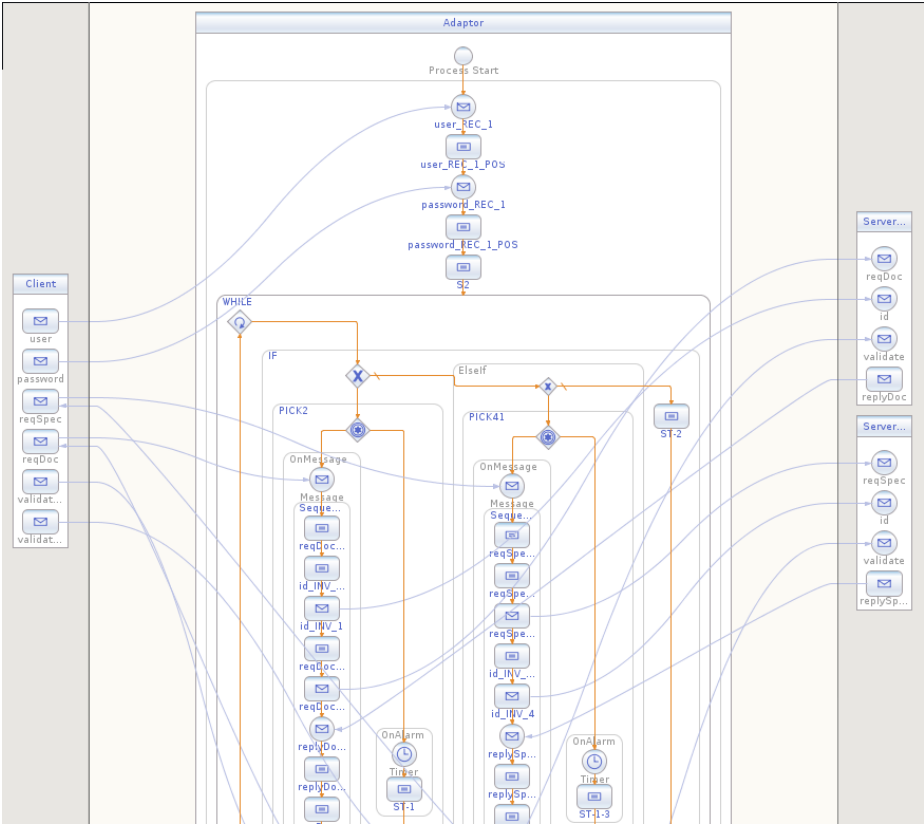 Adaptor
Process Start
user_REC_1
user_REC_1_POS
password_REC_1
password_REC_1_POS
S2
Client
user
password
reqSpec
reqDoc
validat...
validat...
WHILE
IF
ElseIf
PICK2
PICK41
ST-2
OnMessage
Message
Seque...
reqDoc...
id_INV_...
id_INV_1
reqDoc...
reqDoc...
replyDo...
replyDo...
OnAlarm
Timer
ST-1
OnMessage
Message
Seque...
reqSpe...
reqSpe...
reqSpe...
id_INV_...
id_INV_4
replySp...
replySp...
OnAlarm
Timer
ST-1-3
Server...
reqDoc
id
validate
replyDoc
Server...
reqSpec
id
validate
replySp...